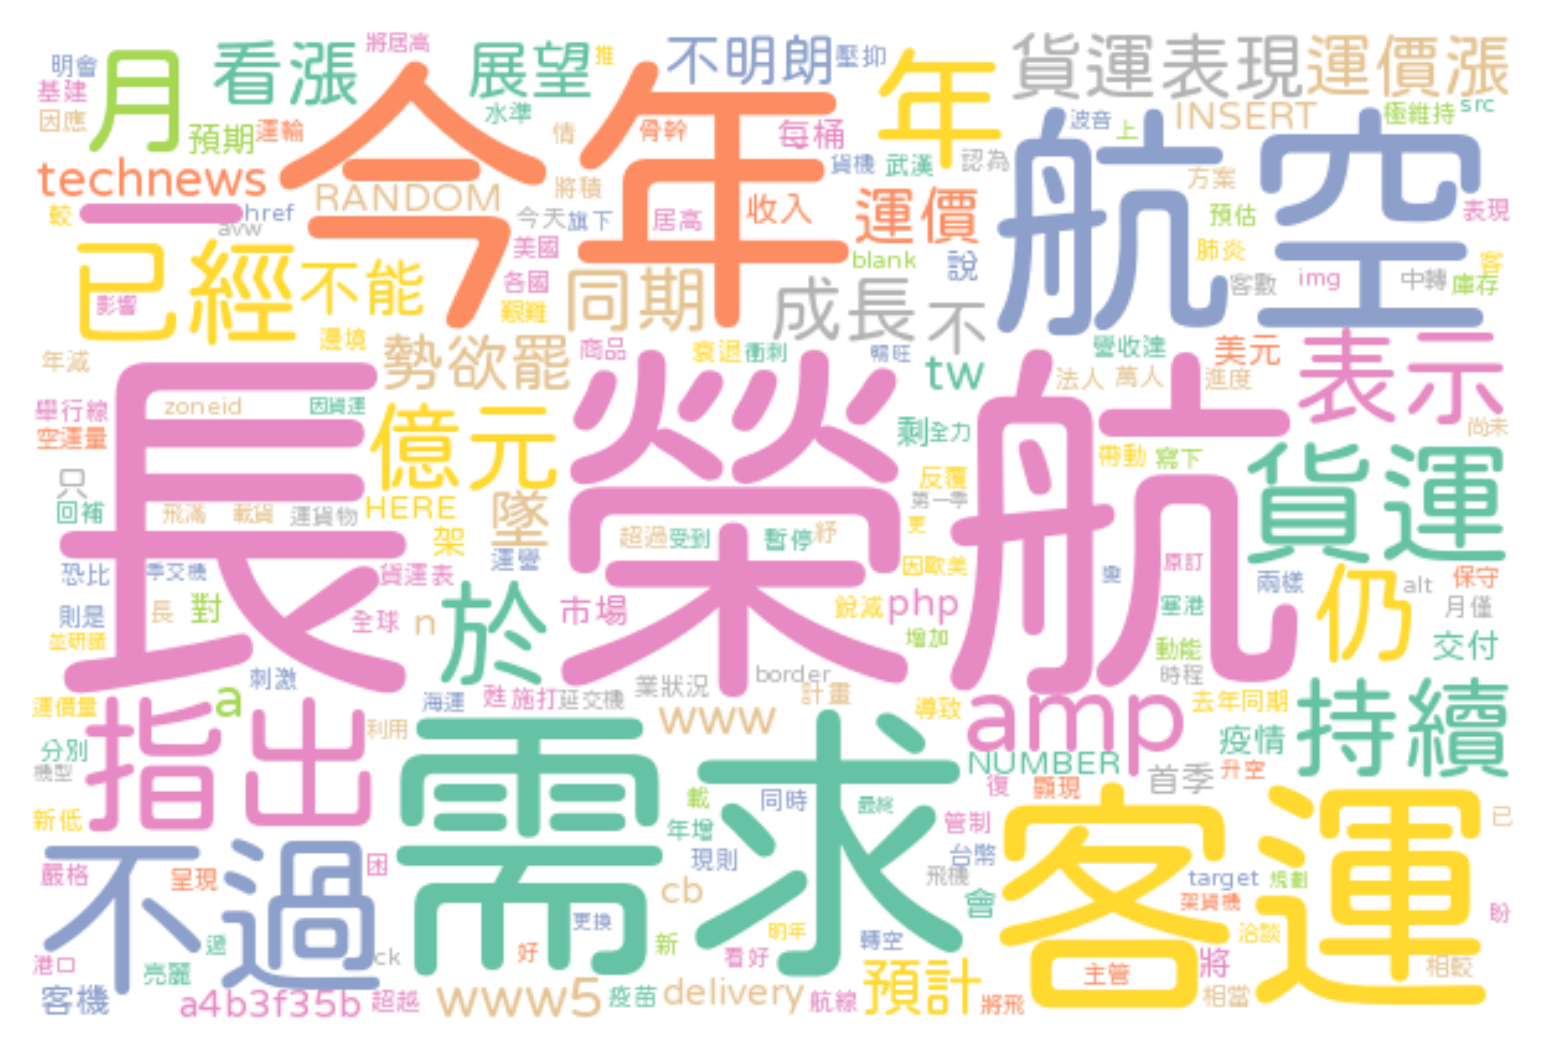 明會
基建
因應
月
看漲
將居高
展望
推
水準
不明朗
壓抑
年
貨運表現
運價漲
預期
運輸
今年
情
骨幹
每桶
貨機
武漢
認為
波音
上
INSERT
極維持
src
technews
RANDOM
將積
較
一
href
avw
今天
旗下
居高
收入
運價
航空
方案
預估
表現
已經
不能
美國
各國
艱難
同期
blank
說
肺炎
客數
img
中轉
客
庫存
影響
邊境
成長
不
年減
勢欲罷
商品
衰退
衝刺
暢旺
tw
營收達
美元
表示
法人
萬人
進度
舉行線
空運量
zoneid
因貨運
長榮航
億元
剩
全力
尚未
帶動
寫下
貨運
只
回補
飛滿
載貨
運貨物
HERE
架
墜
運營
超過
受到
暫停
紓
反覆
第一季
更
因歐美
恐比
季交機
貨運表
原訂
兩樣
仍
alt
保守
月僅
則是
長
對
全球
n
於
市場
銳減
php
增加
塞港
動能
時程
交付
並研議
刺激
a
運價量
海運
甦
施打
延交機
業狀況
border
計畫
導致
amp
去年同期
指出
利用
www
NUMBER
疫情
持續
分別
機型
新低
需求
載
同時
最終
年增
現則
復
顯現
首季
升空
管制
台幣
已
不過
嚴格
呈現
困
cb
飛機
會
客運
target
規劃
架貨機
洽談
盼
週
ck
更換
好
新
明年
看好
轉空
港口
亮麗
主管
將
相較
相當
客機
a4b3f35b
超越
www5
疫苗
delivery
航線
預計
將飛